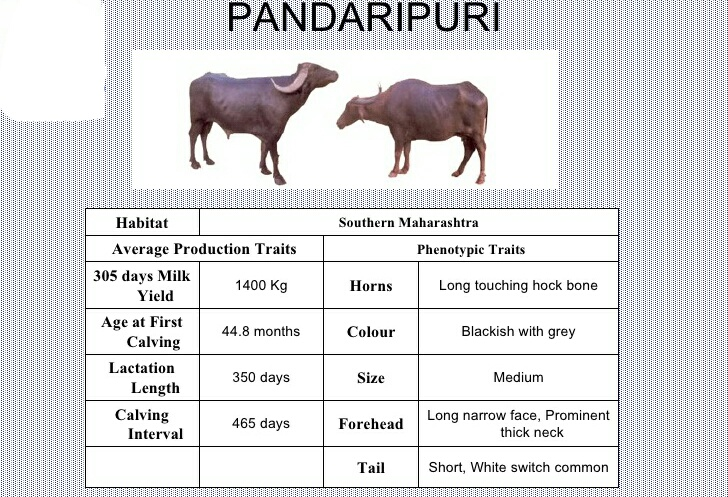 PANDARIPURI
Habitat Southern Maharashtra
Average Production Traits Phenotypic Traits
305 days Milk Yield 1400 Kg Horns Long touching hock bone
Age at First Calving 44.8 months Colour Blackish with grey
Lactation Length 350 days Size Medium
Calving Interval 465 days Forehead Long narrow face, Prominent thick neck
Tail Short, White switch common